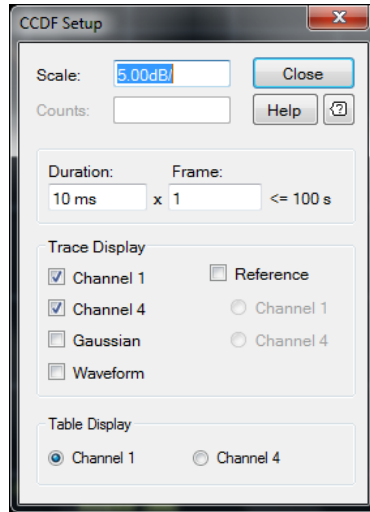 CCDF Setup
Scale: 5.00dB/ Close
Counts: Help
Duration: Frame:
10 ms x 1 <= 100 s
Trace Display
Channel 1 Reference
Channel 4 Channel 1
Gaussian Channel 4
Waveform
Table Display
Channel 1 Channel 4